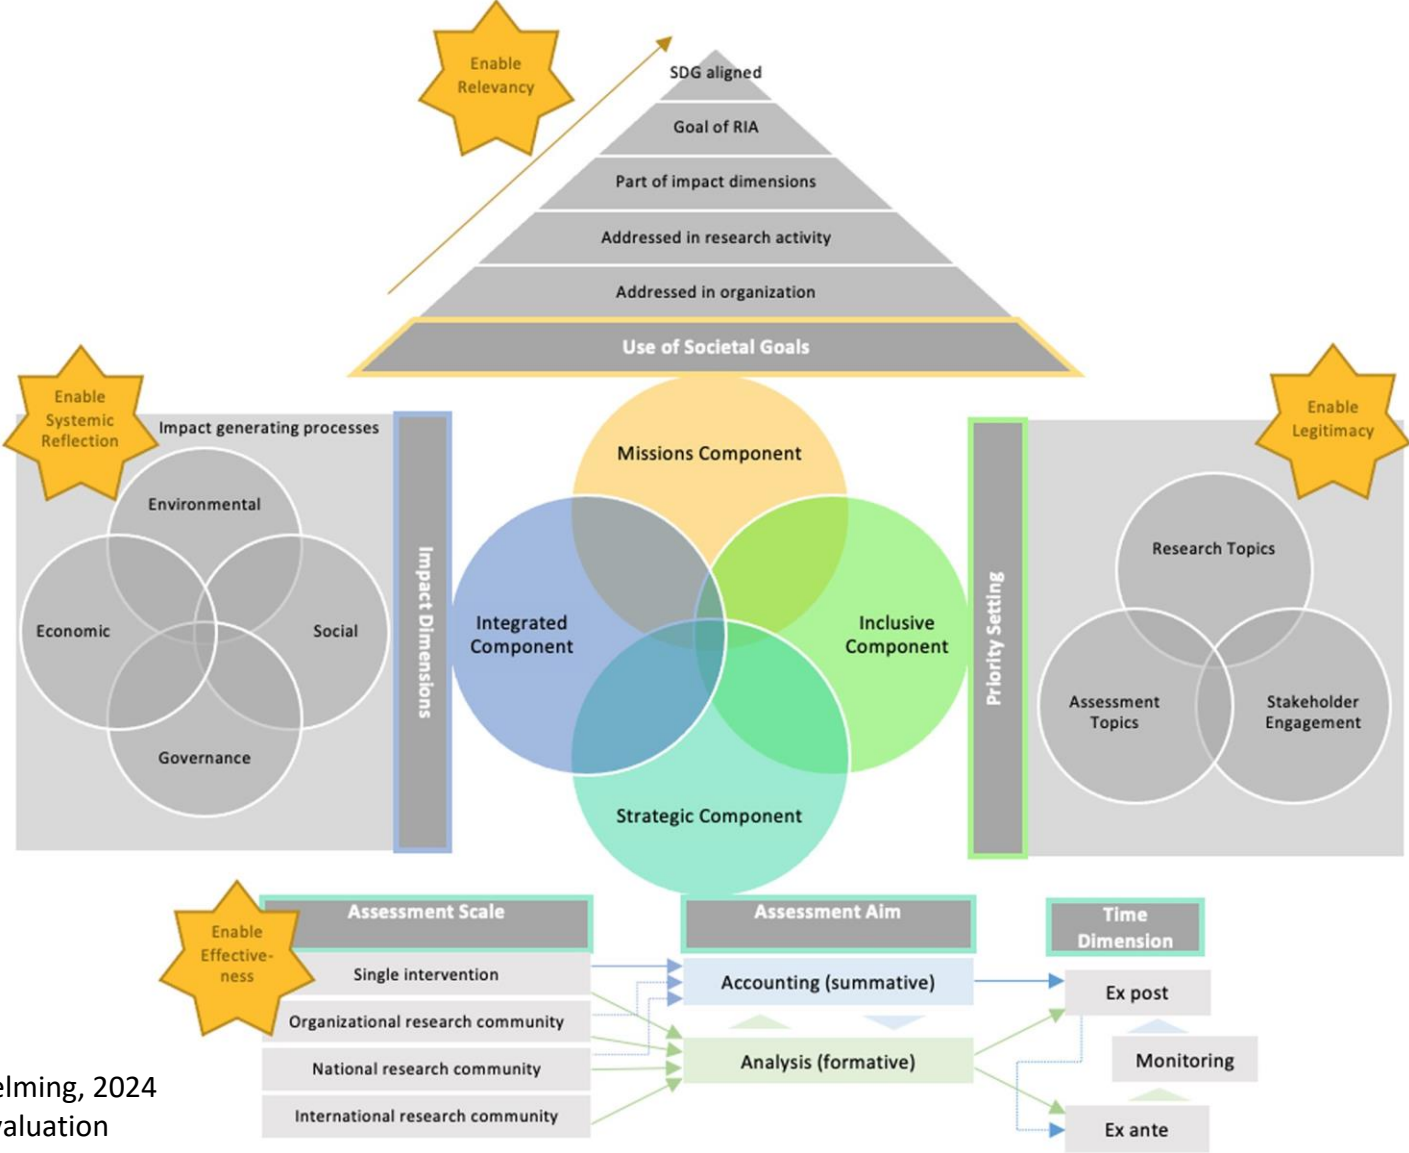 Enable
Relevancy
SDG aligned
Goal of RIA
Part of impact dimensions
Addressed in research activity
Addressed in organization
Use of Societal Goals
Enable
Systemic
Reflection
Impact generating processes
Environmental
Economic
Social
Governance
Impact Dimensions
Missions Component
Integrated
Component
Inclusive
Component
Strategic Component
Priority Setting
Enable
Legitimacy
Research Topics
Assessment
Topics
Stakeholder
Engagement
Enable
Effective-
ness
Assessment Scale
Single intervention
Organizational research community
National research community
International research community
Assessment Aim
Accounting (summative)
Analysis (formative)
Time
Dimension
Ex post
Monitoring
Ex ante
elming, 2024
valuation